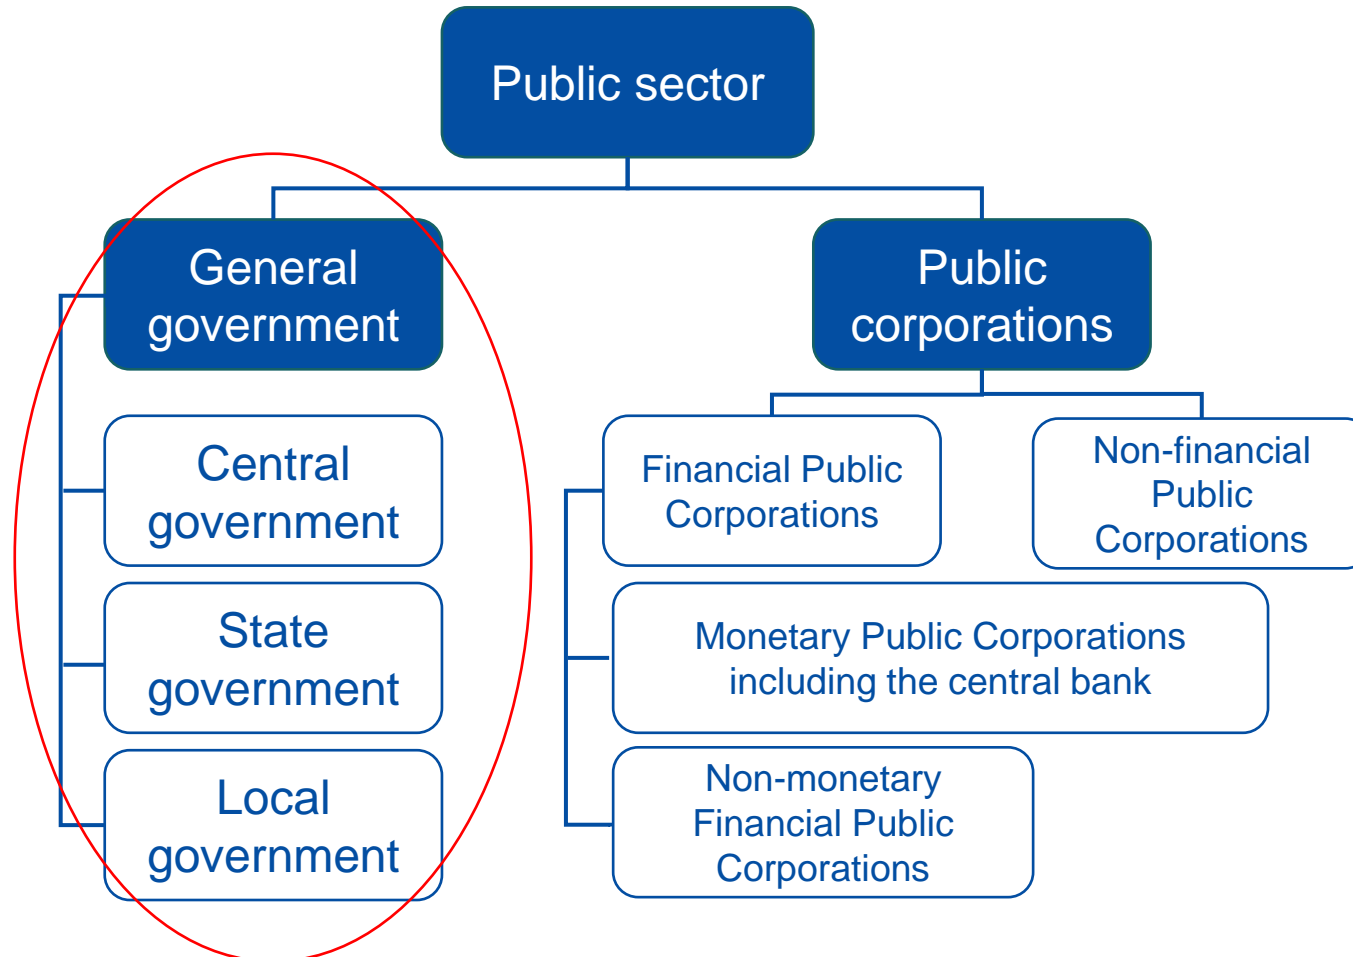 Public sector
General
government
Public
corporations
Central
government
State
government
Local
government
Financial Public
Corporations
Non-financial
Public
Corporations
Monetary Public Corporations
including the central bank
Non-monetary
Financial Public
Corporations